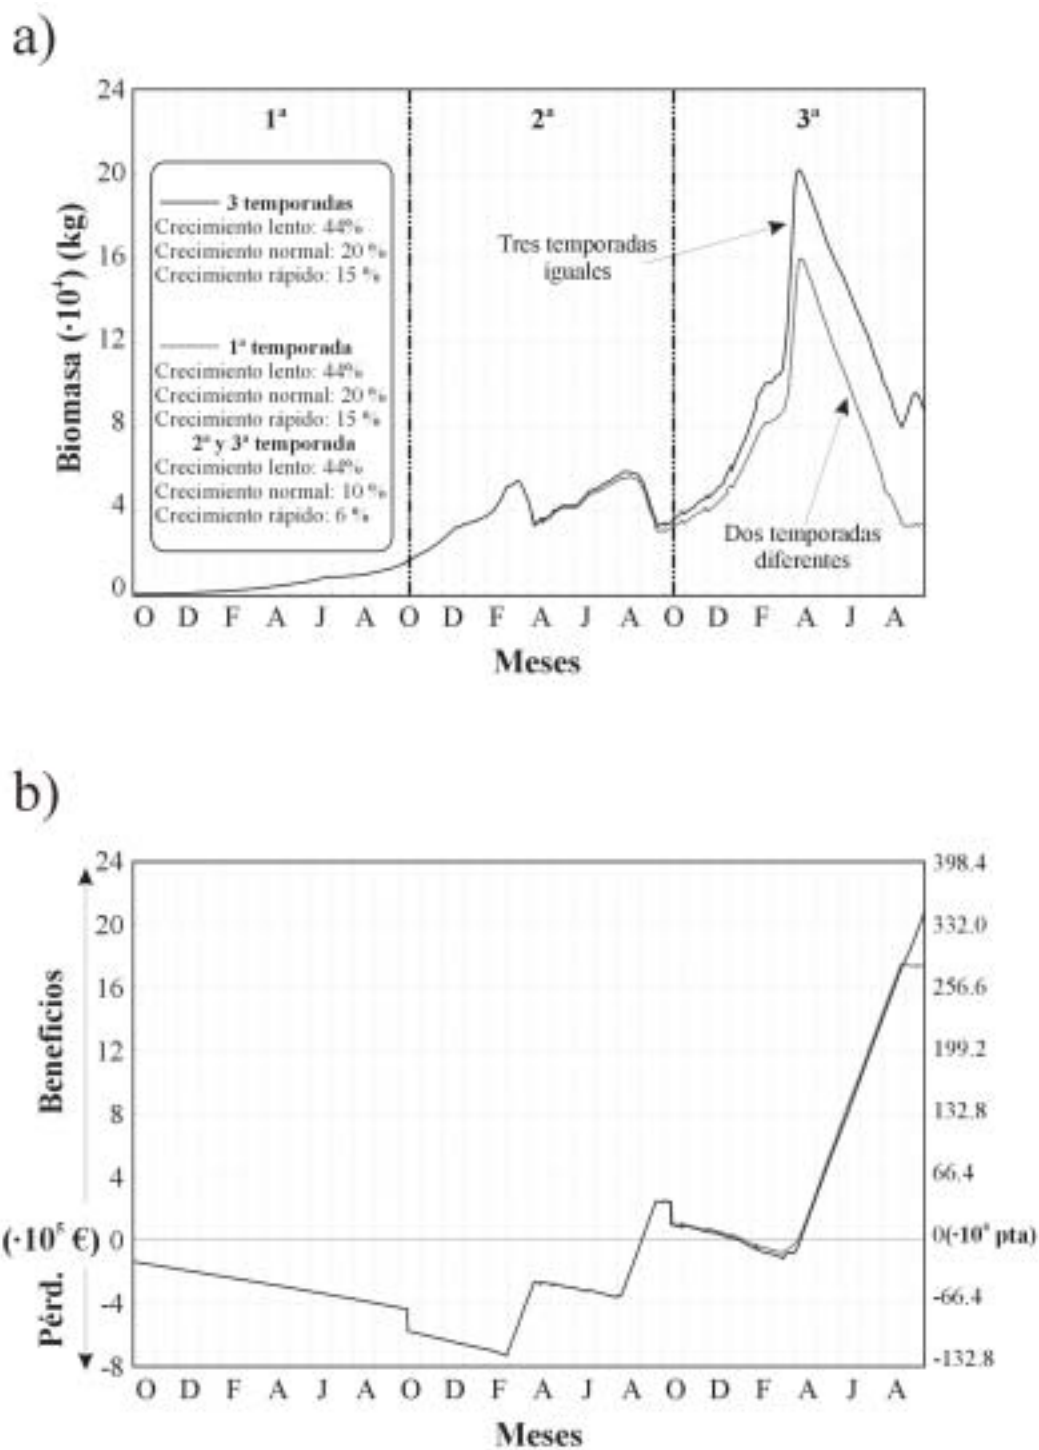 a)
24
20
16
12
8
4
0
Biomasa (·10⁴) (kg)
1ª
2ª
3ª
3 temporadas
Crecimiento lento: 44%
Crecimiento normal: 20 %
Crecimiento rápido: 15 %
1ª temporada
Crecimiento lento: 44%
Crecimiento normal: 20 %
Crecimiento rápido: 15 %
2ª y 3ª temporada
Crecimiento lento: 44%
Crecimiento normal: 10 %
Crecimiento rápido: 6 %
Tres temporadas
iguales
Dos temporadas
diferentes
O D F A J A O D F A J A O D F A J A
Meses
b)
24
20
16
12
8
4
0
-4
-8
Beneficios
(·10⁵ €)
Pérd.
398.4
332.0
256.6
199.2
132.8
66.4
0(·10⁶ pta)
-66.4
-132.8
O D F A J A O D F A J A O D F A J A
Meses